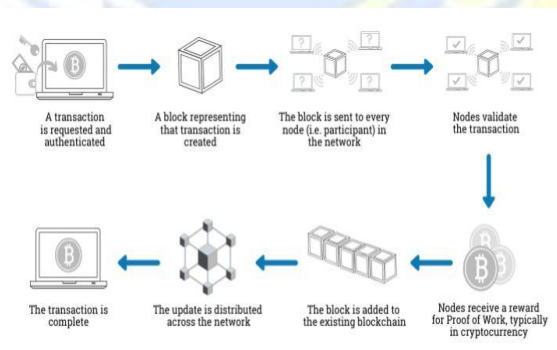 A transaction
is requested and
authenticated
A block representing
that transaction is
created
The block is sent to every
node (i.e. participant) in
the network
Nodes validate
the transaction
Nodes receive a reward
for Proof of Work, typically
in cryptocurrency
The block is added to
the existing blockchain
The update is distributed
across the network
The transaction is
complete